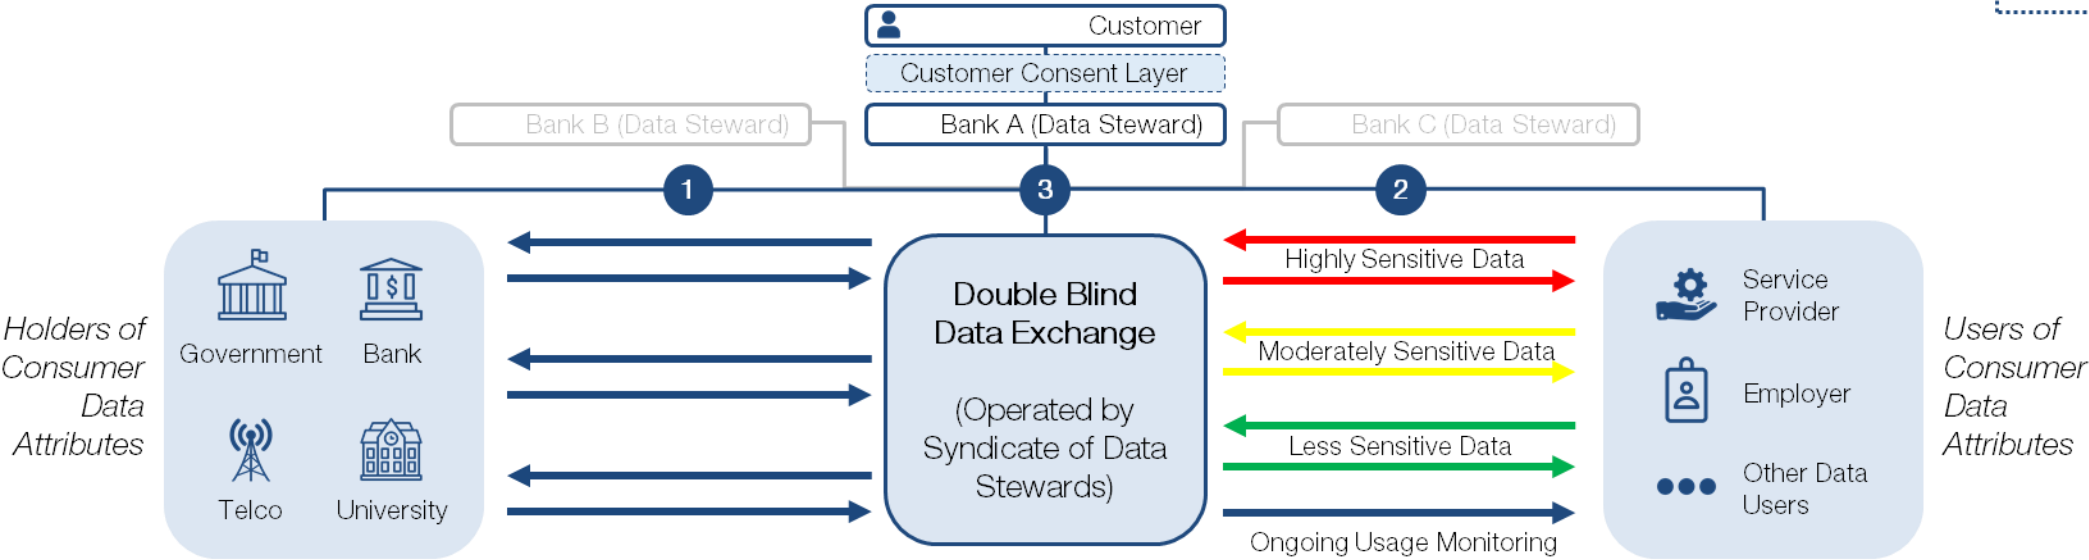 Customer
Customer Consent Layer
Bank B (Data Steward)
Bank A (Data Steward)
Bank C (Data Steward)
1
3
2
Holders of
Consumer
Data
Attributes
Government
Bank
Telco
University
Double Blind
Data Exchange
(Operated by
Syndicate of Data
Stewards)
Highly Sensitive Data
Moderately Sensitive Data
Less Sensitive Data
Ongoing Usage Monitoring
Service
Provider
Employer
Other Data
Users
Users of
Consumer
Data
Attributes